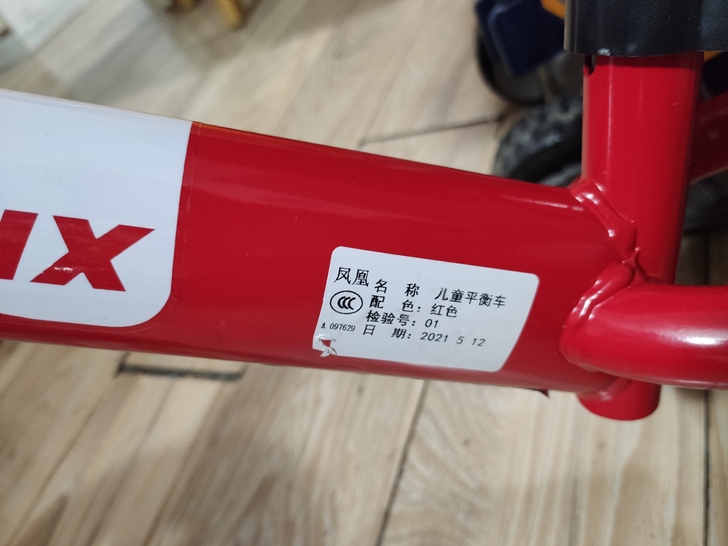 IX
凤凰 名 称 儿童平衡车
CCC 配 色: 红色
检验号: 01
A 097629 日 期: 2021 5 12